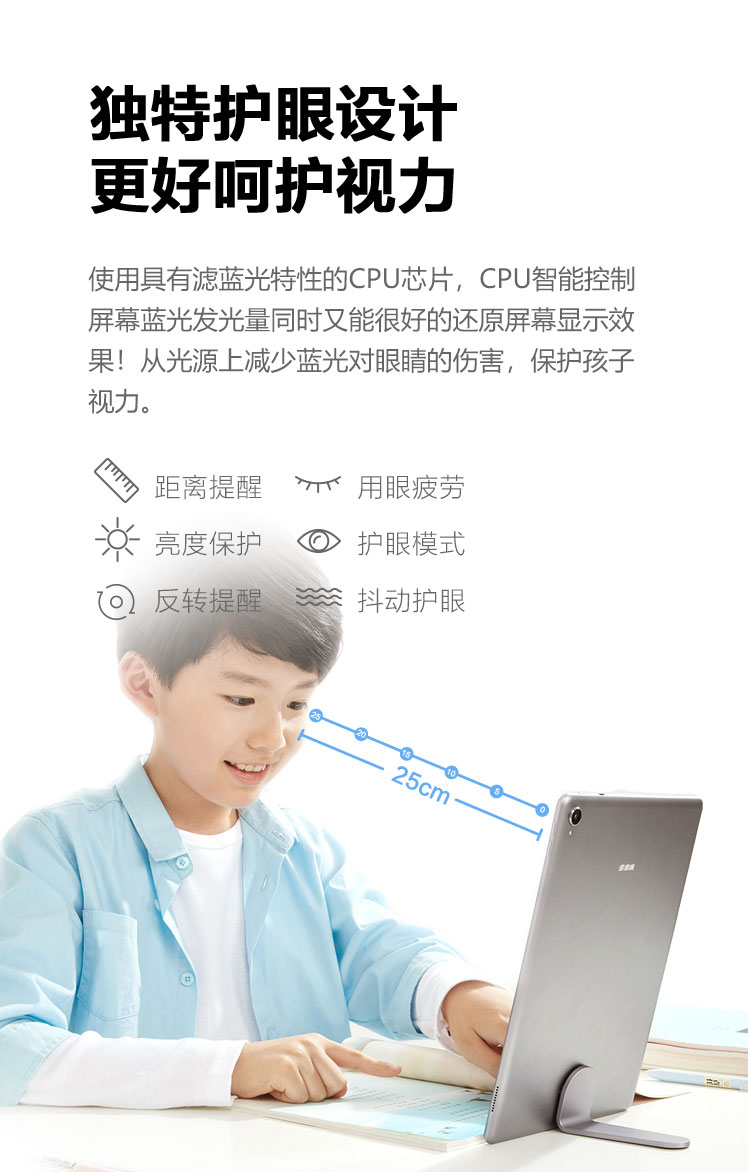 独特护眼设计
更好呵护视力
使用具有滤蓝光特性的CPU芯片，CPU智能控制
屏幕蓝光发光量同时又能很好的还原屏幕显示效
果！从光源上减少蓝光对眼睛的伤害，保护孩子
视力。
距离提醒 用眼疲劳
亮度保护 护眼模式
反转提醒 抖动护眼
25 20 15 10 5 0
25cm